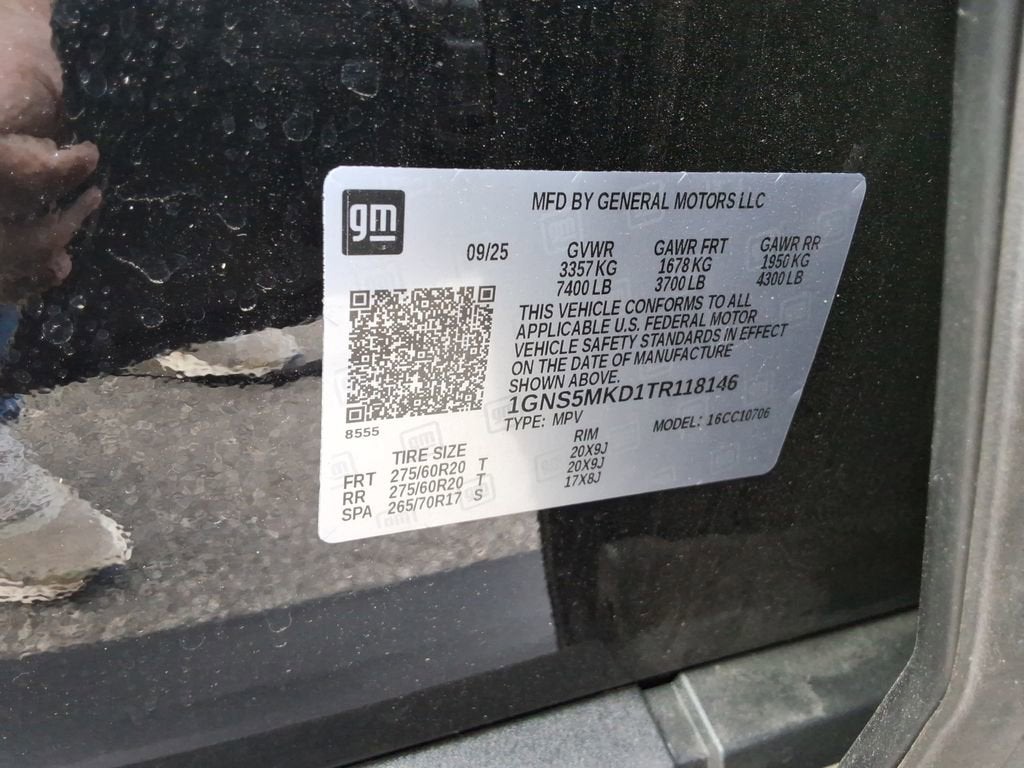 gm
MFD BY GENERAL MOTORS LLC
09/25 GVWR GAWR FRT GAWR RR
3357 KG 1678 KG 1950 KG
7400 LB 3700 LB 4300 LB
THIS VEHICLE CONFORMS TO ALL
APPLICABLE U.S. FEDERAL MOTOR
VEHICLE SAFETY STANDARDS IN EFFECT
ON THE DATE OF MANUFACTURE
SHOWN ABOVE.
1GNS5MKD1TR118146
TYPE: MPV MODEL: 16CC10706
8555
TIRE SIZE RIM
FRT 275/60R20 T 20X9J
RR 275/60R20 T 20X9J
SPA 265/70R17 S 17X8J